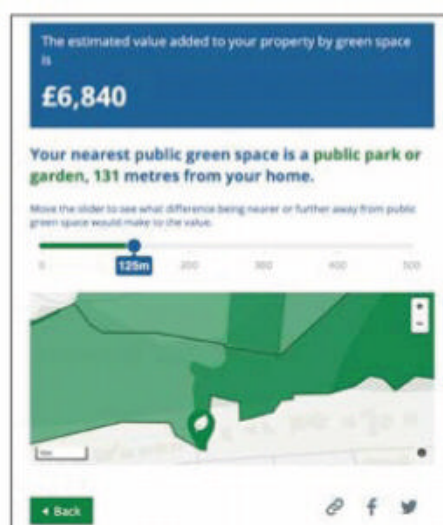 The estimated value added to your property by green space
is
£6,840
Your nearest public green space is a public park or
garden, 131 metres from your home.
Move the slider to see what difference being nearer or further away from public
green space would make to the value.
0 125m 200 300 400 500
+
−
◄ Back